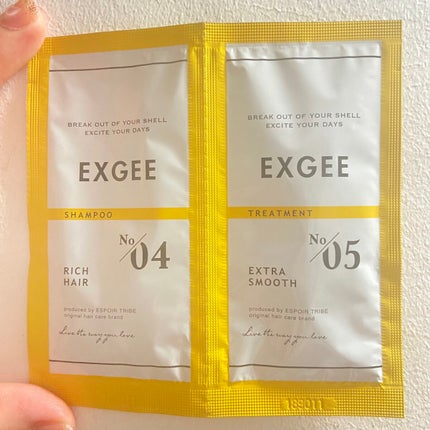 BREAK OUT OF YOUR SHELL
EXCITE YOUR DAYS
EXGEE
SHAMPOO
No 04
RICH
HAIR
produced by ESPOIR TRIBE
original hair care brand
Live the way you love
BREAK OUT OF YOUR SHELL
EXCITE YOUR DAYS
EXGEE
TREATMENT
No 05
EXTRA
SMOOTH
produced by ESPOIR TRIBE
original hair care brand
Live the way you love